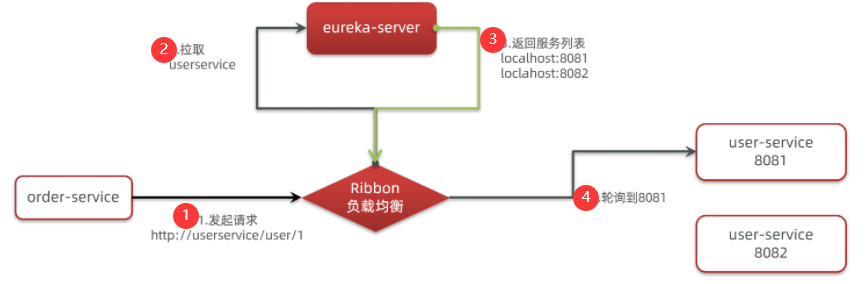 eureka-server
2
.拉取
userservice
3
.返回服务列表
localhost:8081
loclahost:8082
user-service
8081
order-service
Ribbon
负载均衡
1
1.发起请求
http://userservice/user/1
4
.轮询到8081
user-service
8082